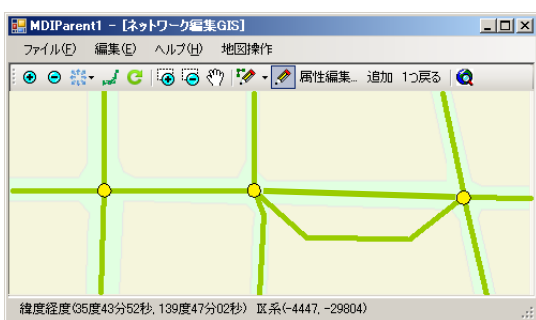 MDIParent1 - [ネットワーク編集GIS]
ファイル(F) 編集(E) ヘルプ(H) 地図操作
属性編集... 追加 1つ戻る
緯度経度(35度43分52秒, 139度47分02秒) IX系(-4447, -29804)